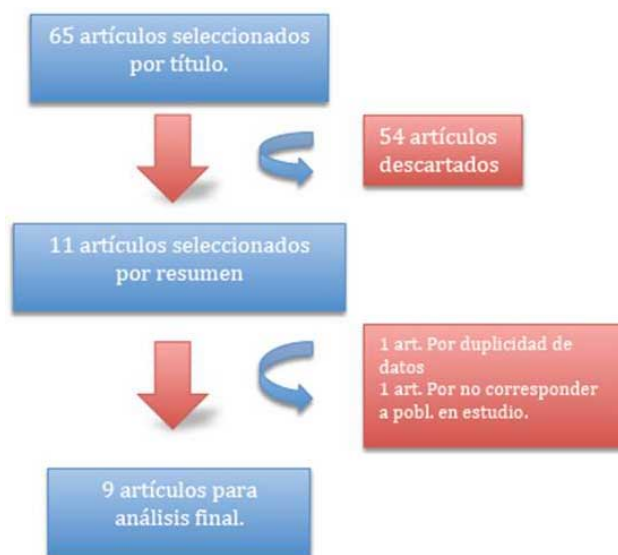 65 artículos seleccionados
por título.
54 artículos
descartados
11 artículos seleccionados
por resumen
1 art. Por duplicidad de
datos
1 art. Por no corresponder
a pobl. en estudio.
9 artículos para
análisis final.